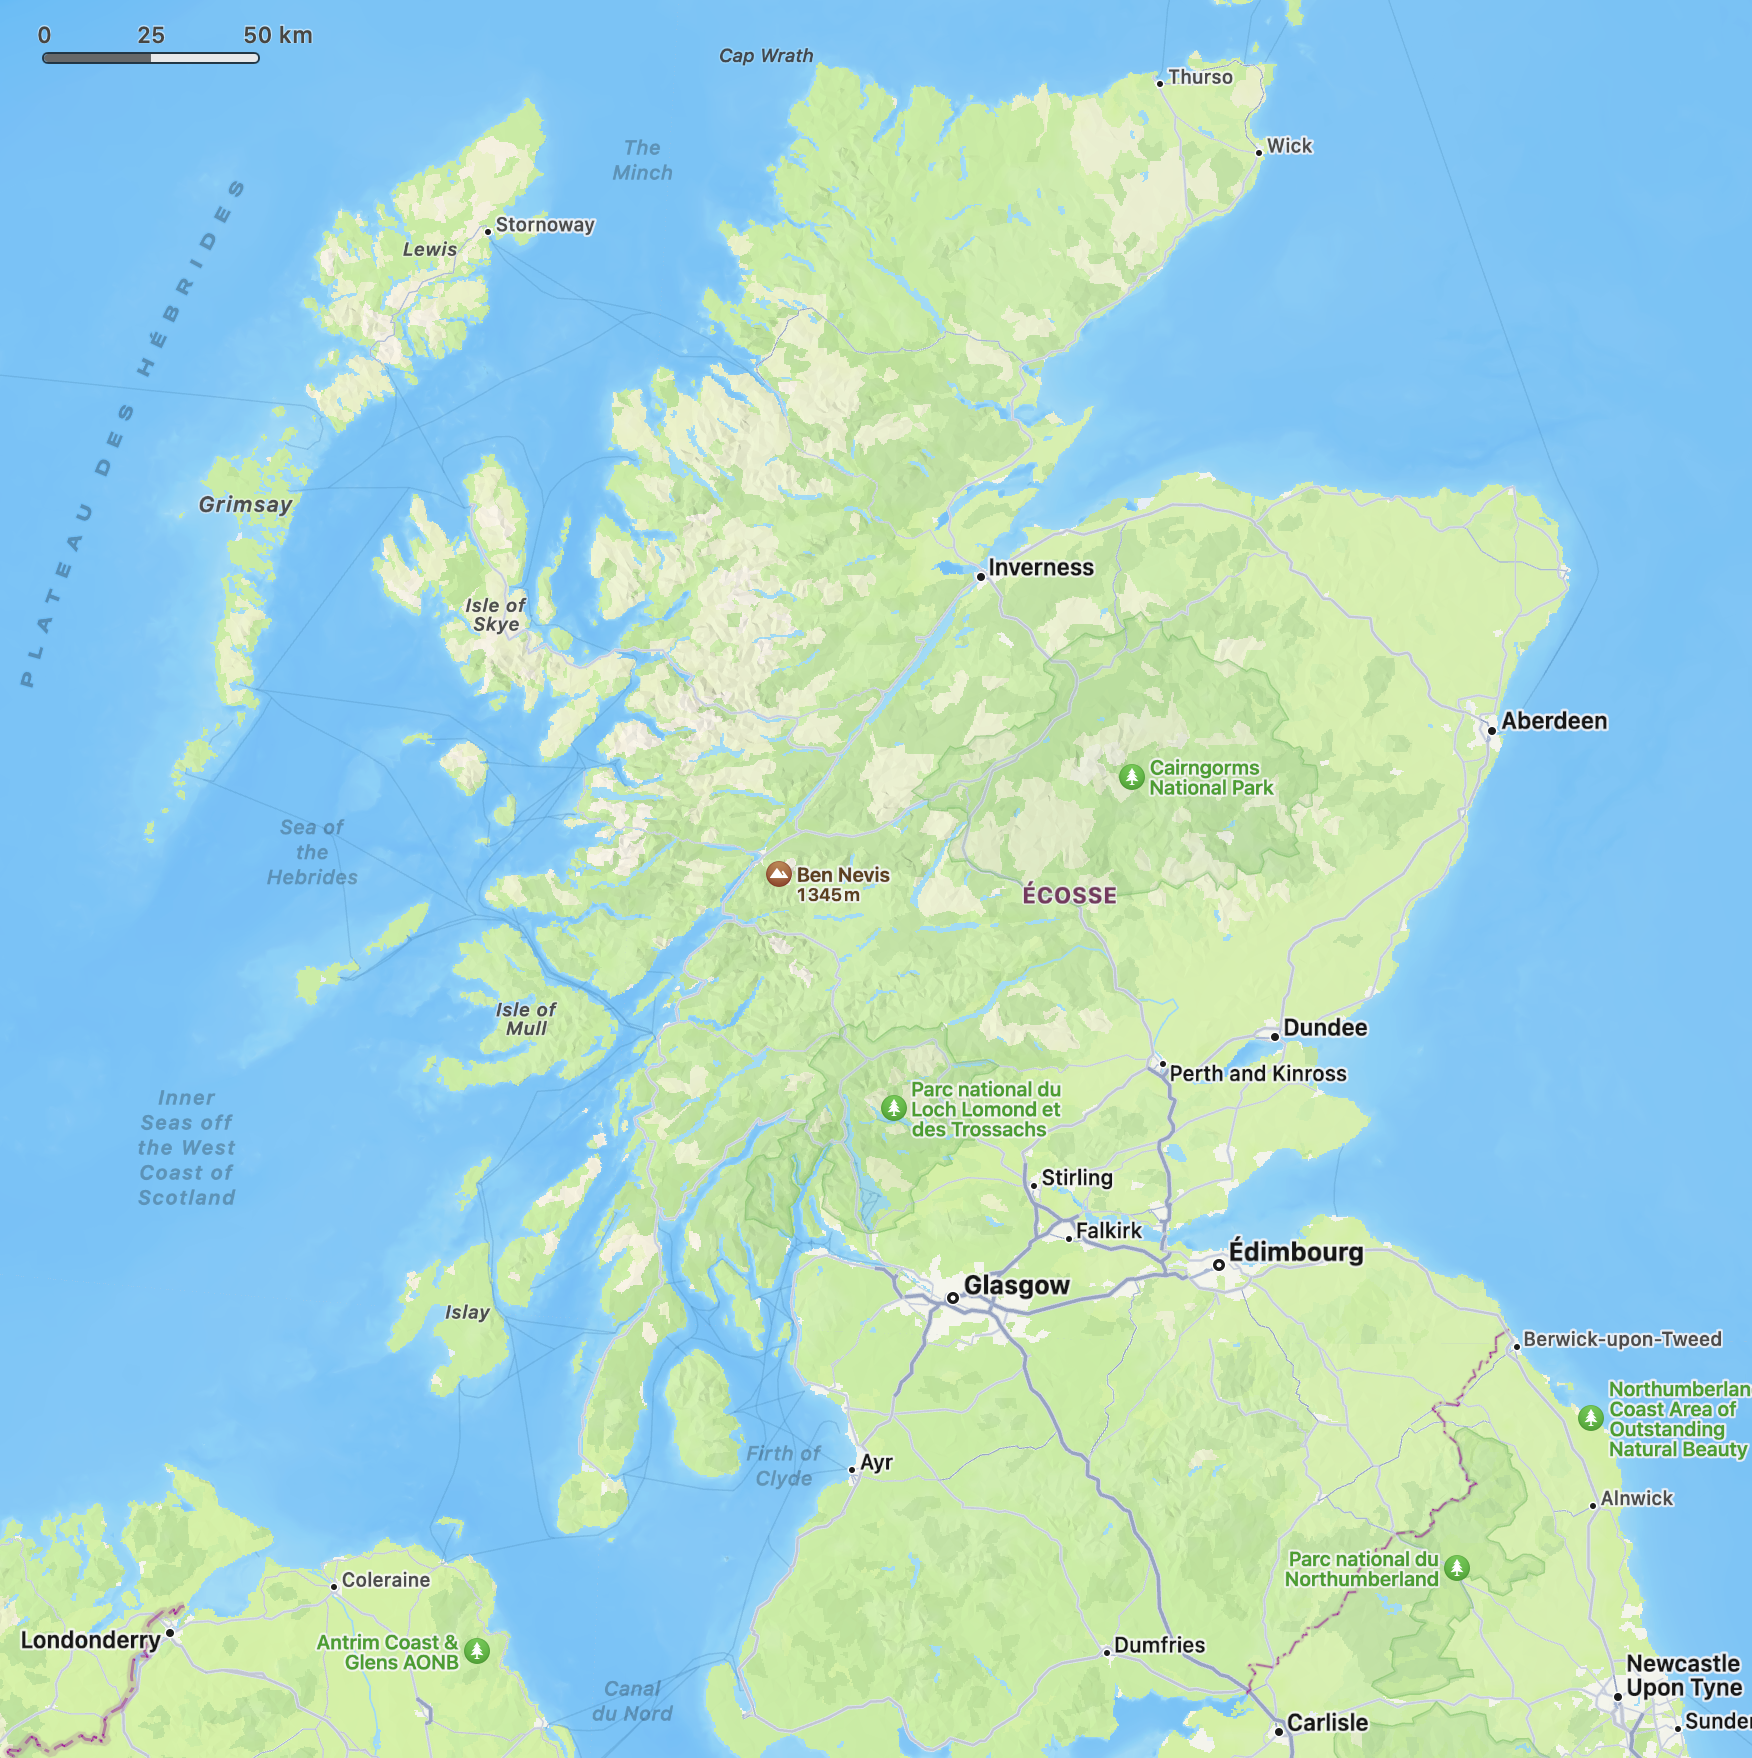 0 25 50 km
Cap Wrath
Thurso
The
Minch
Wick
Stornoway
Lewis
PLATEAU DES HÉBRIDES
Grimsay
Inverness
Isle of
Skye
Aberdeen
Cairngorms
National Park
Sea of
the
Hebrides
Ben Nevis
1345 m
ÉCOSSE
Isle of
Mull
Dundee
Perth and Kinross
Inner
Seas off
the West
Coast of
Scotland
Parc national du
Loch Lomond et
des Trossachs
Stirling
Falkirk
Édimbourg
Glasgow
Islay
Berwick-upon-Tweed
Northumberlan
Coast Area of
Outstanding
Natural Beauty
Firth of
Clyde
Ayr
Alnwick
Parc national du
Northumberland
Coleraine
Londonderry
Antrim Coast &
Glens AONB
Dumfries
Canal
du Nord
Newcastle
Upon Tyne
Carlisle
Sunder